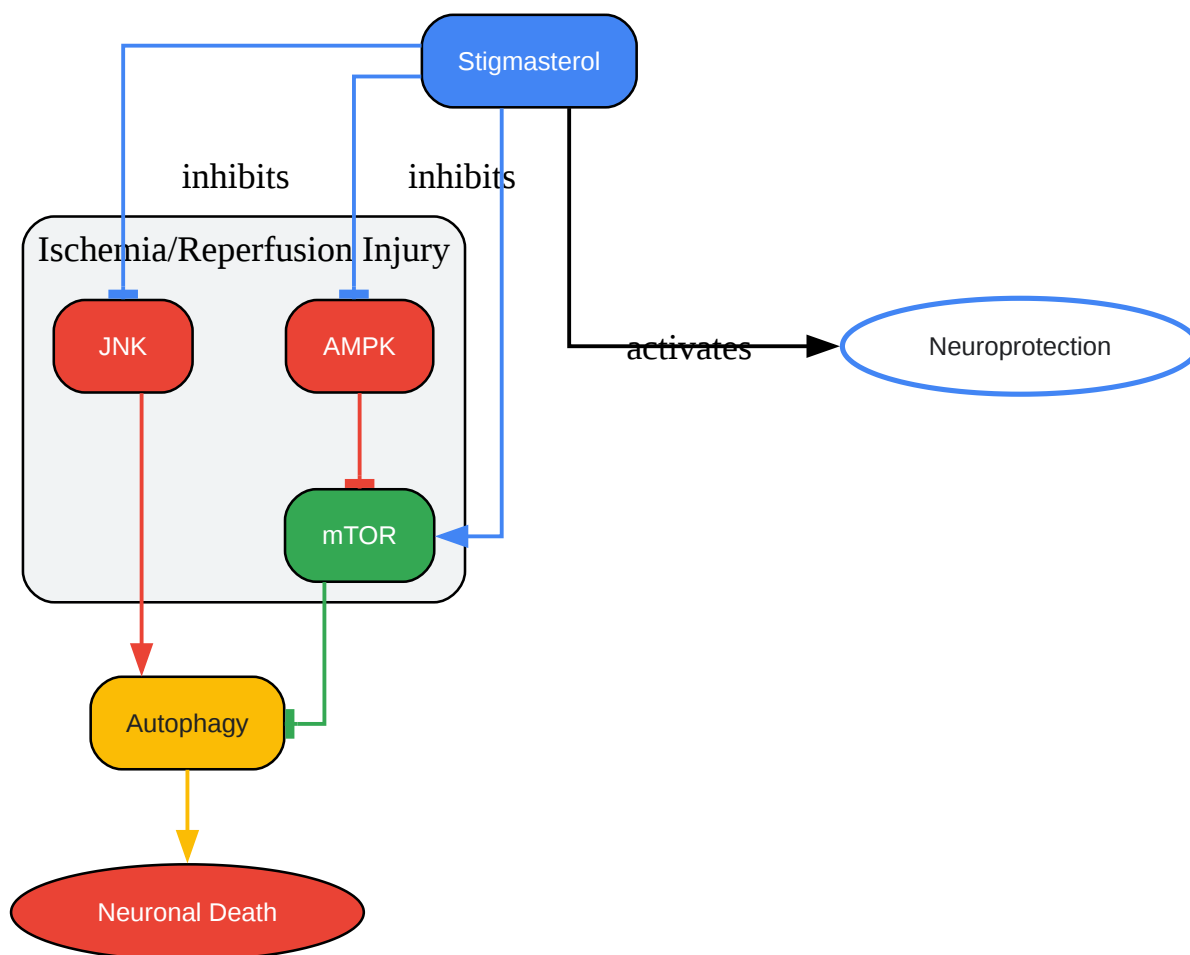 Stigmasterol
inhibits
inhibits
Ischemia/Reperfusion Injury
JNK
AMPK
activates
Neuroprotection
mTOR
Autophagy
Neuronal Death